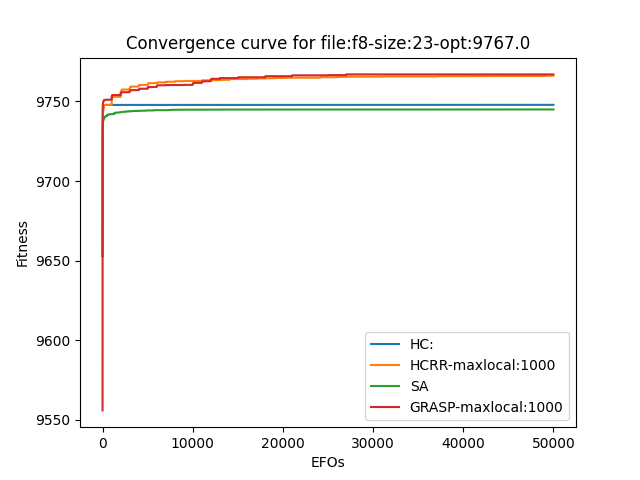 Convergence curve for file:f8-size:23-opt:9767.0
9750
9700
9650
9600
9550
Fitness
0 10000 20000 30000 40000 50000
EFOs
HC:
HCRR-maxlocal:1000
SA
GRASP-maxlocal:1000